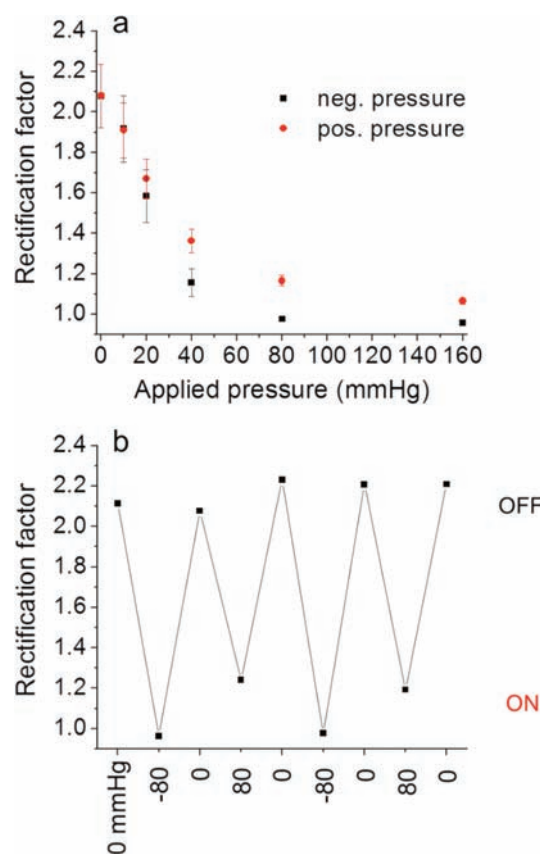 a
2.4
2.2
2.0
1.8
1.6
1.4
1.2
1.0
Rectification factor
neg. pressure
pos. pressure
0 20 40 60 80 100 120 140 160
Applied pressure (mmHg)
b
2.4
2.2
2.0
1.8
1.6
1.4
1.2
1.0
Rectification factor
OFF
ON
0 mmHg
-80
0
80
0
-80
0
80
0